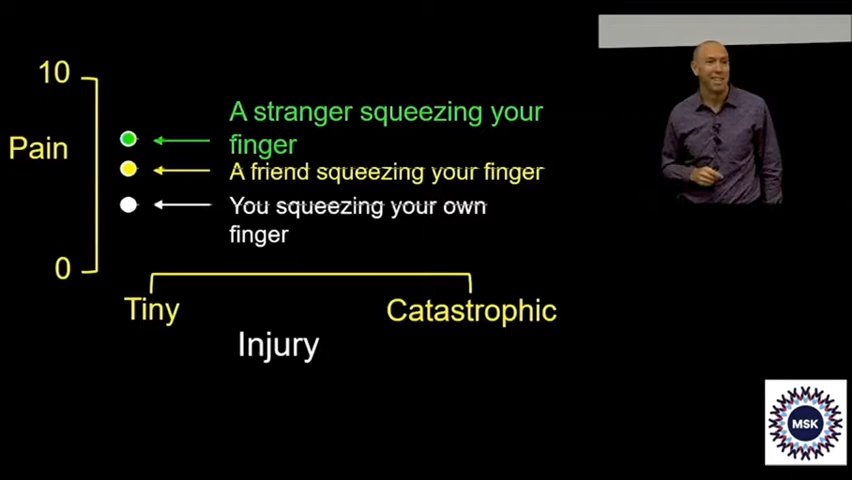 10
A stranger squeezing your
finger
Pain
A friend squeezing your finger
You squeezing your own
finger
0
Tiny
Catastrophic
Injury
MSK